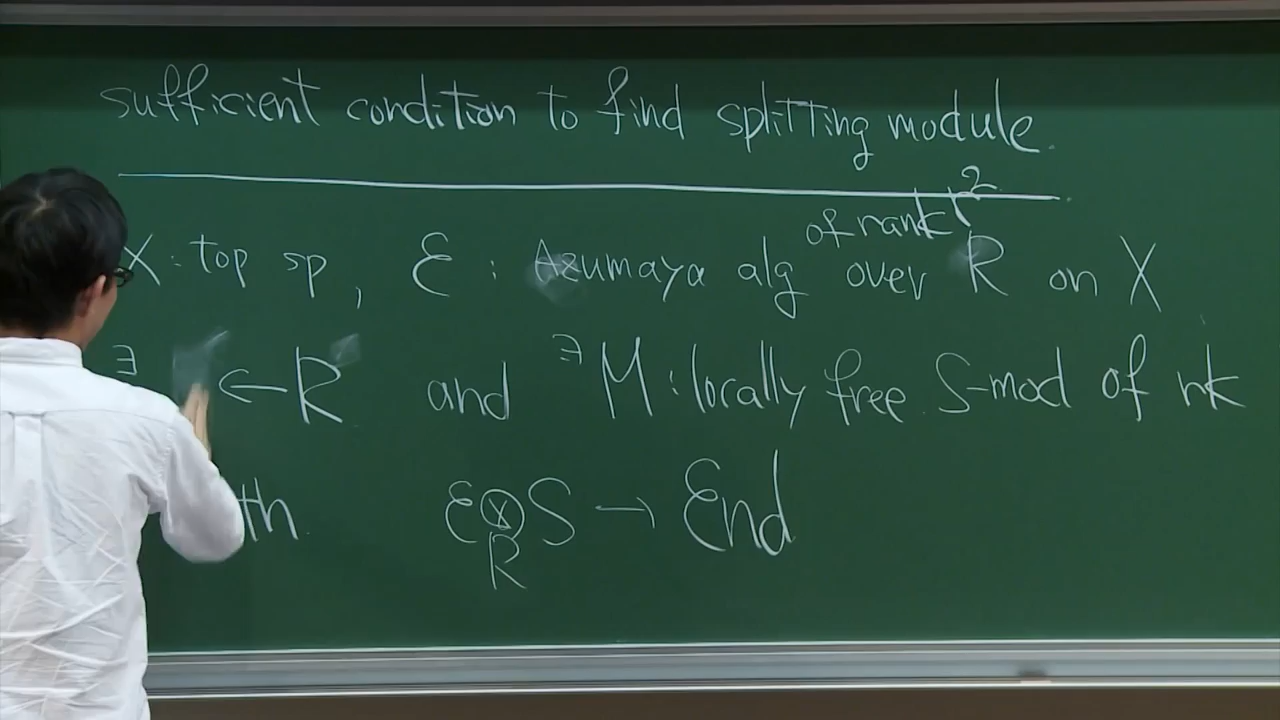 sufficient condition to find splitting module.
of rank r²
X : top sp, ℰ : Azumaya alg over R on X
∃ ← R and ∃M : locally free S-mod of rk
th ℰ⊗S → End
R